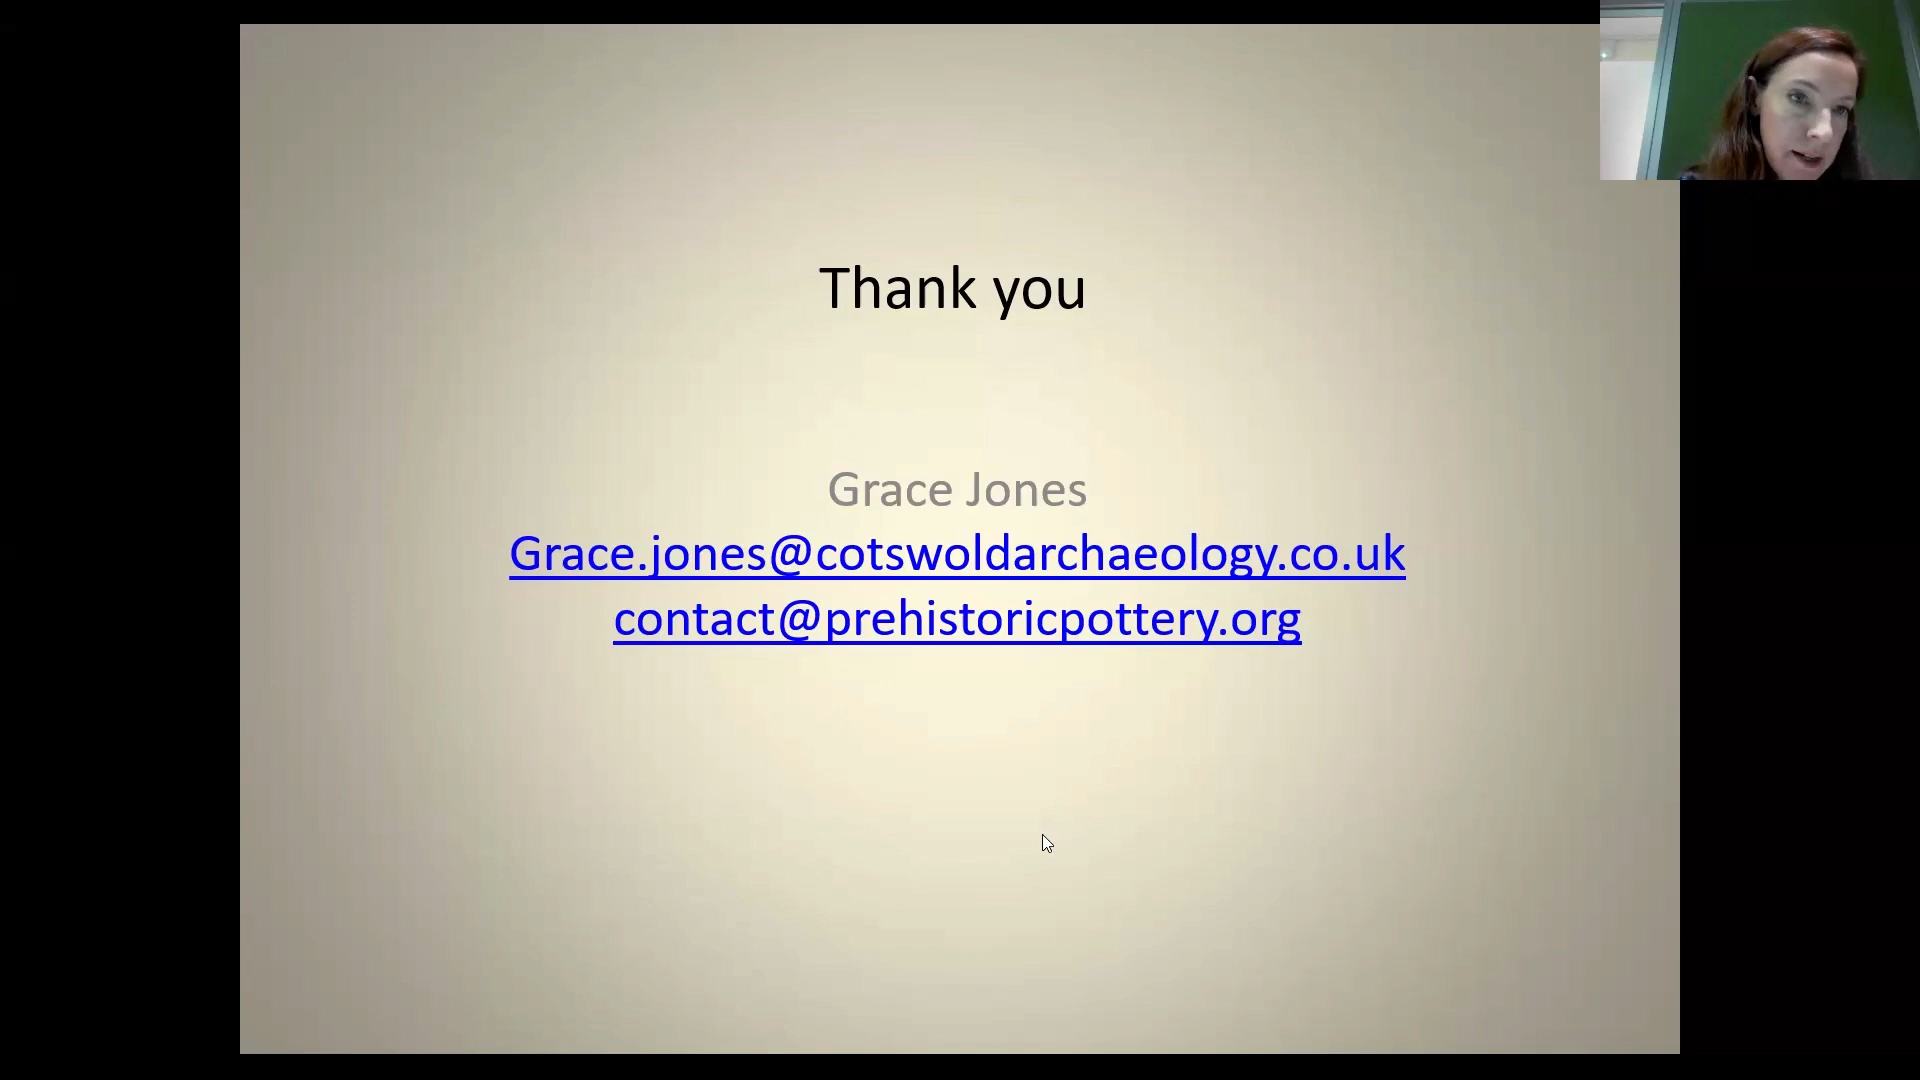 Thank you
Grace Jones
Grace.jones@cotswoldarchaeology.co.uk
contact@prehistoricpottery.org